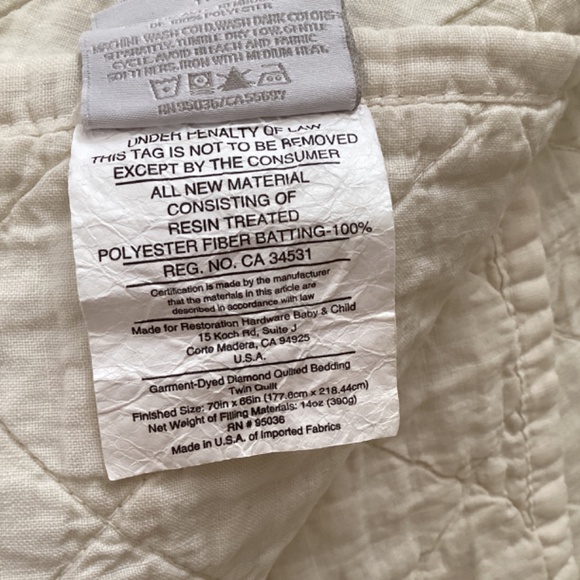 OF 100% POLYESTER
MACHINE WASH COLD. WASH DARK COLORS
SEPARATELY. TUMBLE DRY LOW, GENTLE
CYCLE. AVOID BLEACH AND FABRIC
SOFTENERS. IRON WITH MEDIUM HEAT.
RN 95036/CA 55697
UNDER PENALTY OF LAW
THIS TAG IS NOT TO BE REMOVED
EXCEPT BY THE CONSUMER
ALL NEW MATERIAL
CONSISTING OF
RESIN TREATED
POLYESTER FIBER BATTING-100%
REG. NO. CA 34531
Certification is made by the manufacturer
that the materials in this article are
described in accordance with law
Made for Restoration Hardware Baby & Child
15 Koch Rd, Suite J
Corte Madera, CA 94925
U.S.A.
Garment-Dyed Diamond Quilted Bedding
Twin Quilt
Finished Size: 70in x 86in (177.8cm x 218.44cm)
Net Weight of Filling Materials: 14oz (390g)
RN # 95036
Made in U.S.A. of Imported Fabrics